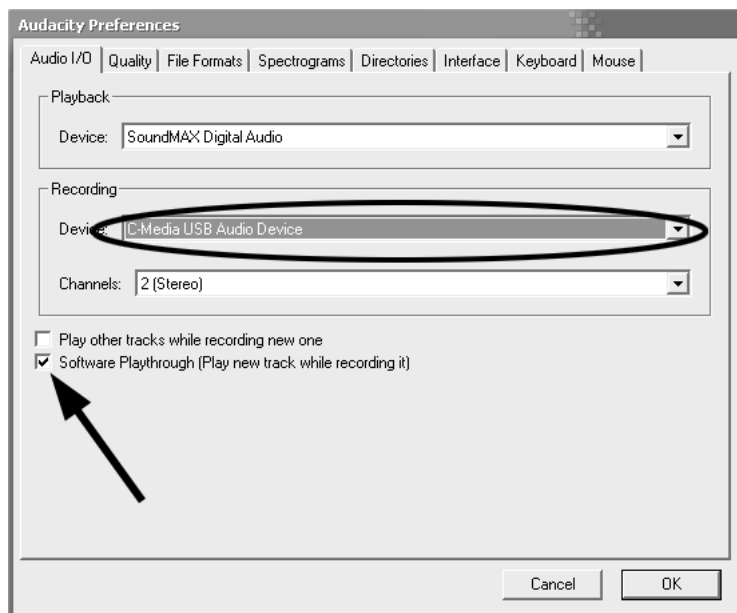 Audacity Preferences
Audio I/O Quality File Formats Spectrograms Directories Interface Keyboard Mouse
Playback
Device: SoundMAX Digital Audio
Recording
Device: C-Media USB Audio Device
Channels: 2 (Stereo)
Play other tracks while recording new one
Software Playthrough (Play new track while recording it)
Cancel OK